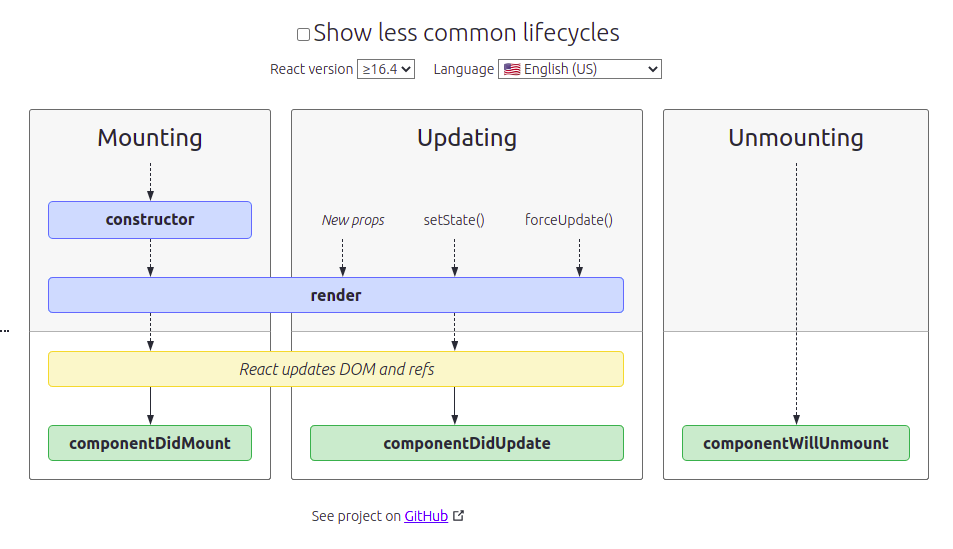 Show less common lifecycles
React version ≥16.4 Language 🇺🇸 English (US)
Mounting Updating Unmounting
constructor New props setState() forceUpdate()
render
React updates DOM and refs
componentDidMount componentDidUpdate componentWillUnmount
See project on GitHub